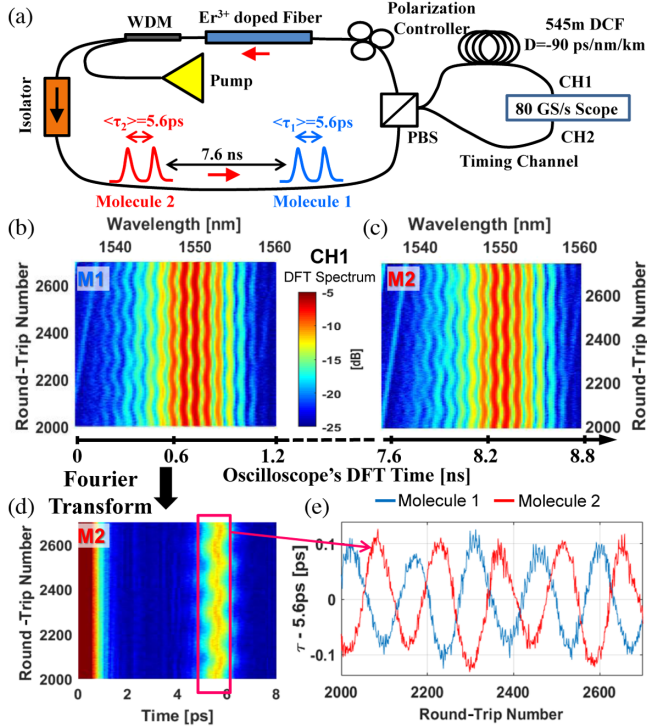 (a)
WDM
Er3+ doped Fiber
Polarization
Controller
545m DCF
D=-90 ps/nm/km
Isolator
Pump
CH1
80 GS/s Scope
CH2
PBS
Timing Channel
<τ2>=5.6ps
<τ1>=5.6ps
7.6 ns
Molecule 2
Molecule 1
(b)
Wavelength [nm]
1540 1550 1560
M1
Round-Trip Number
2600
2400
2200
2000
CH1
DFT Spectrum
-5
-10
-15
-20
-25
[dB]
(c)
Wavelength [nm]
1540 1550 1560
M2
2600
2400
2200
2000
Round-Trip Number
0 0.6 1.2 7.6 8.2 8.8
Oscilloscope's DFT Time [ns]
Fourier
Transform
(d)
M2
Round -Trip Number
2600
2400
2200
2000
0 2 4 6 8
Time [ps]
(e)
Molecule 1 Molecule 2
τ - 5.6ps [ps]
0.1
0
-0.1
2000 2200 2400 2600
Round-Trip Number